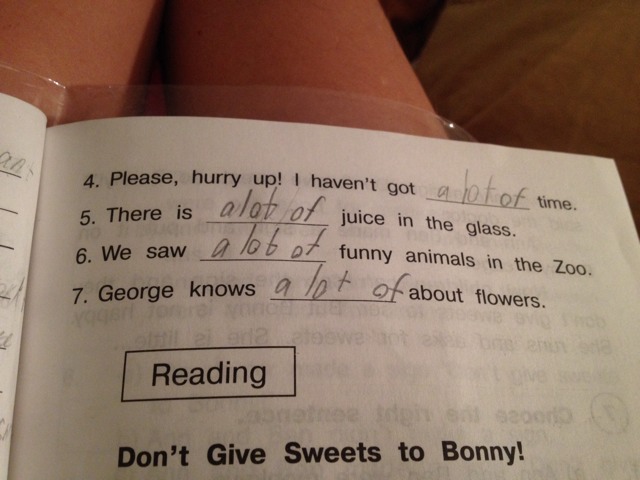 4. Please, hurry up! I haven't got a lot of time.
5. There is a lot of juice in the glass.
6. We saw a lot of funny animals in the Zoo.
7. George knows a lot of about flowers.
Reading
Don't Give Sweets to Bonny!